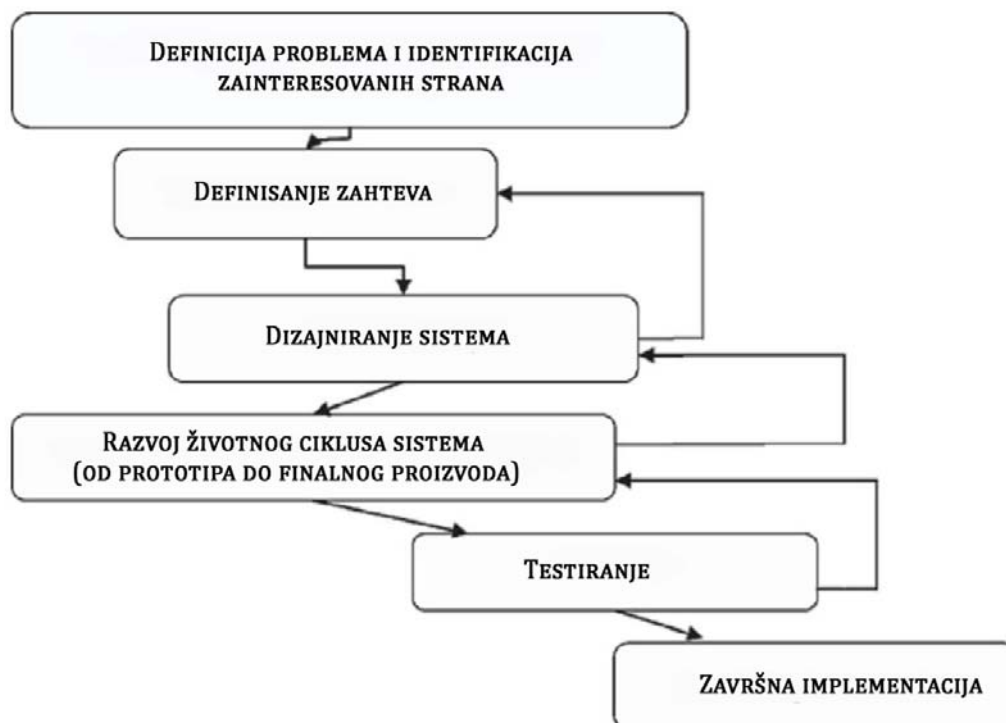 DEFINICIJA PROBLEMA I IDENTIFIKACIJA
ZAINTERESOVANIH STRANA
DEFINISANJE ZAHTEVA
DIZAJNIRANJE SISTEMA
RAZVOJ ŽIVOTNOG CIKLUSA SISTEMA
(OD PROTOTIPA DO FINALNOG PROIZVODA)
TESTIRANJE
ZAVRŠNA IMPLEMENTACIJA